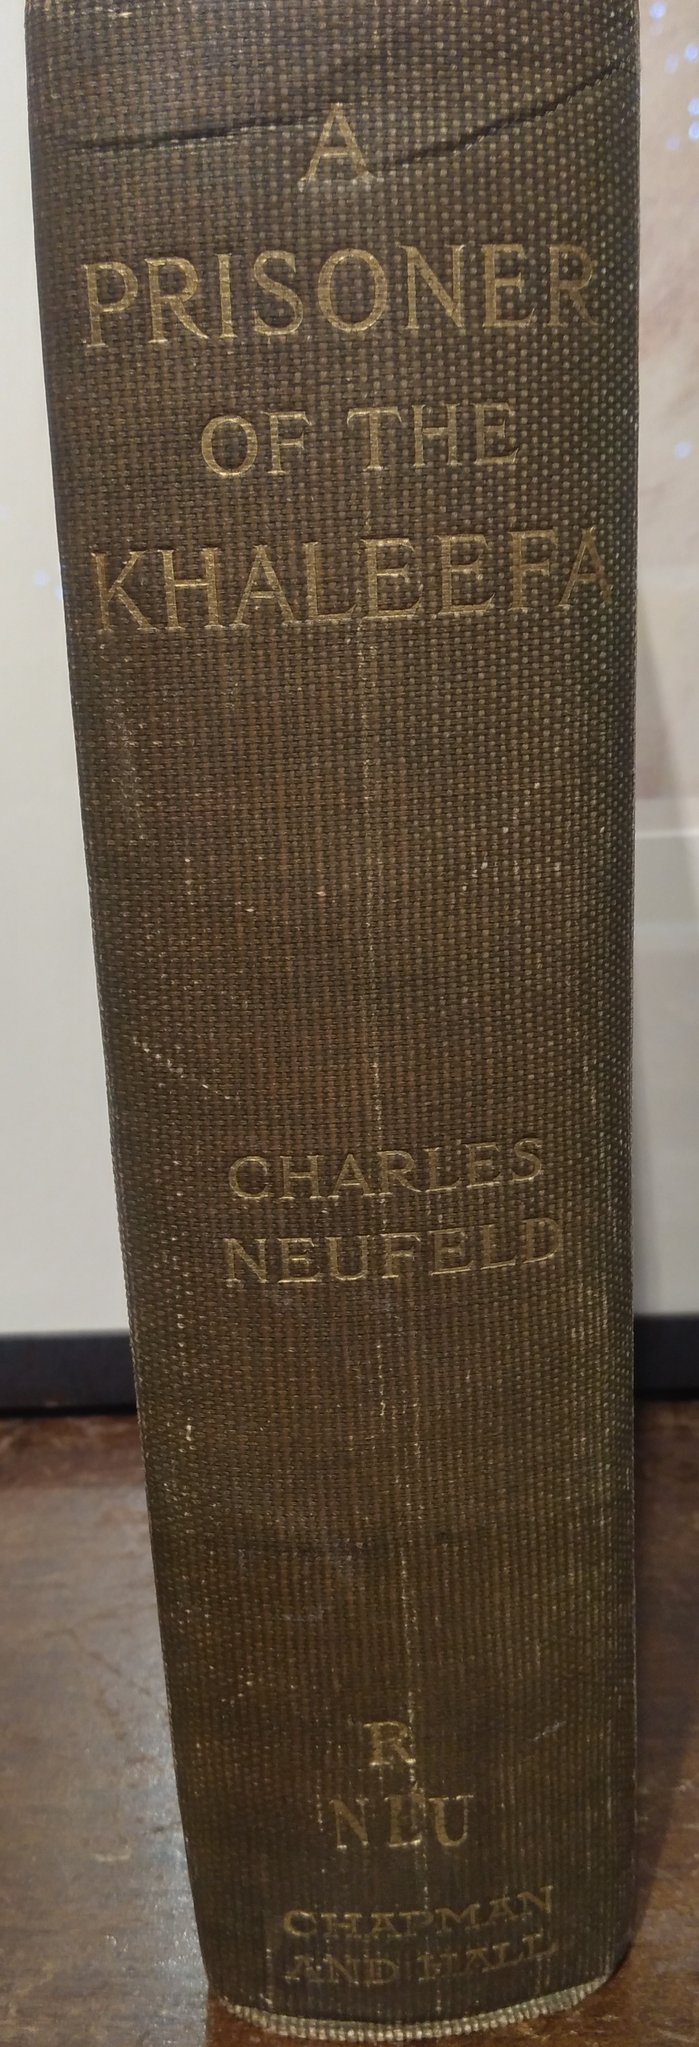 A
PRISONER
OF THE
KHALEEFA
CHARLES
NEUFELD
R
NEU
CHAPMAN
AND HALL